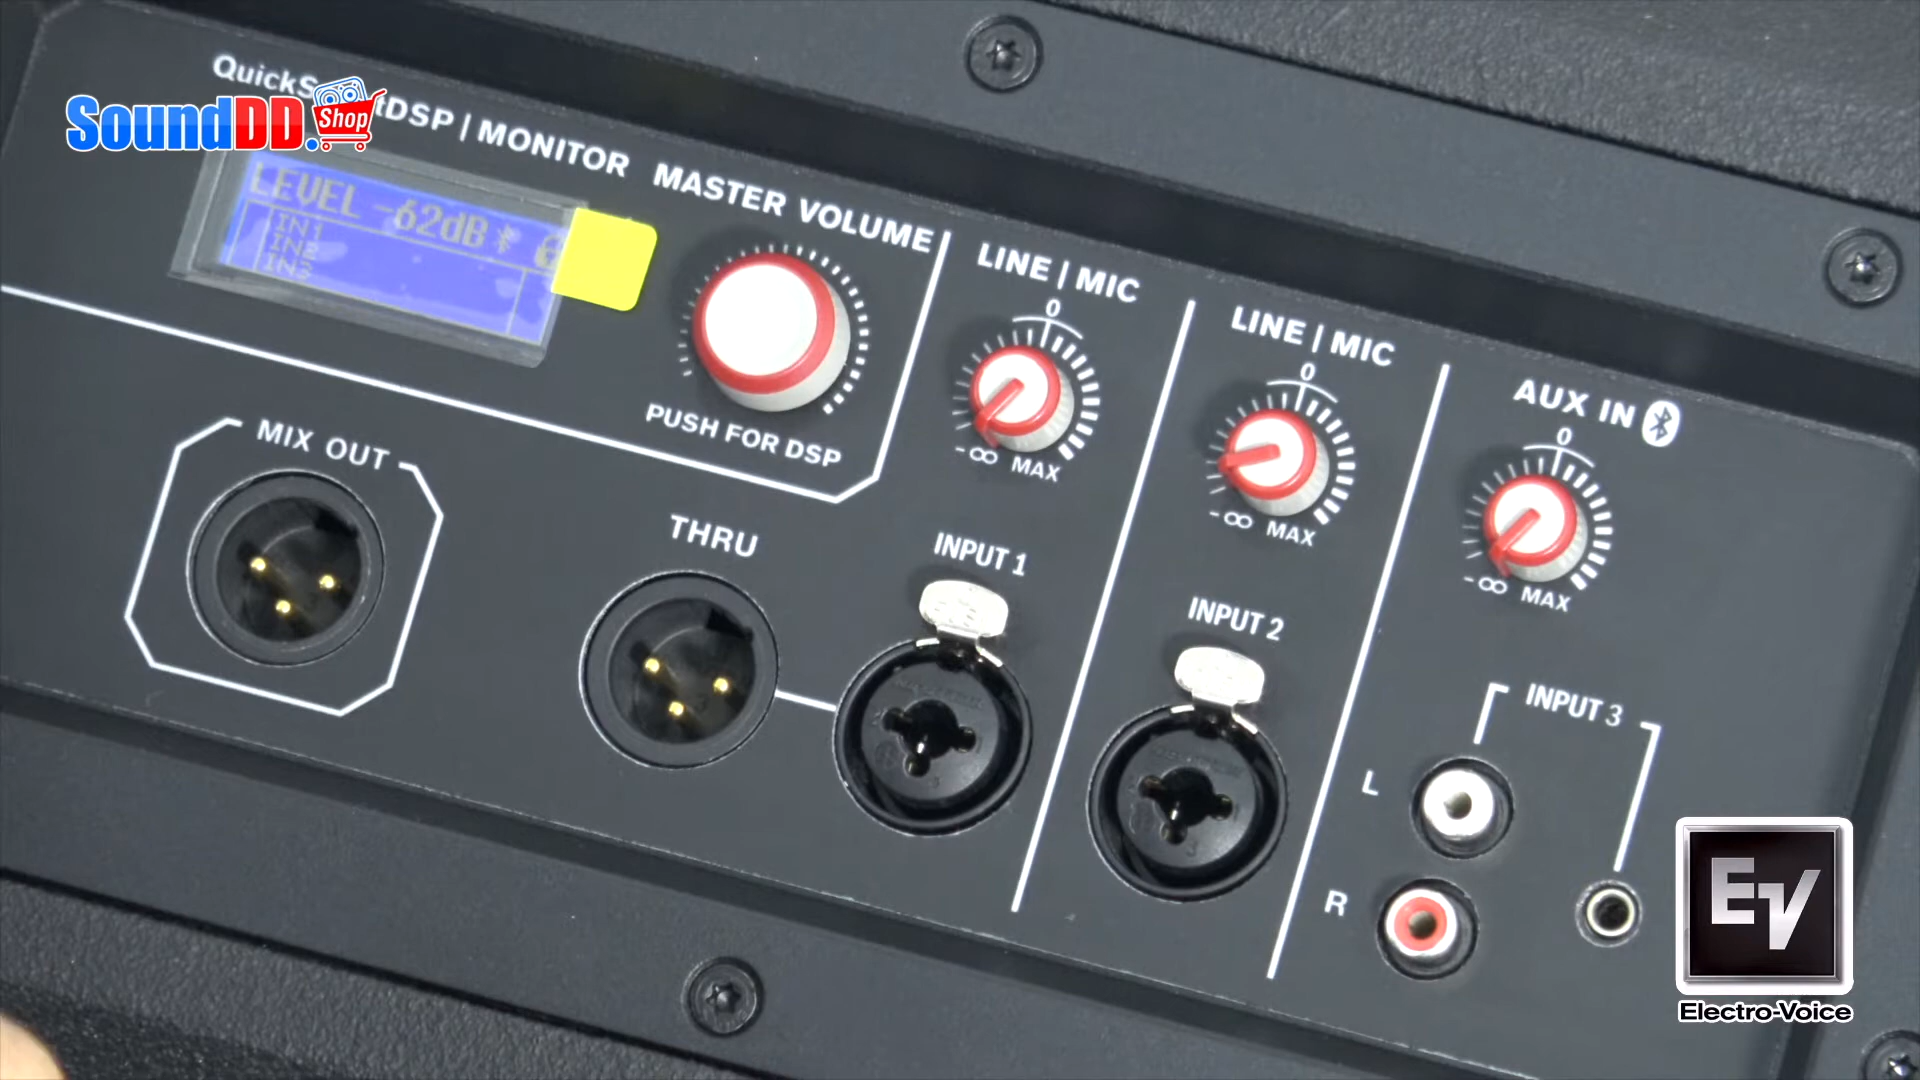 SoundDD.Shop
QuickS tDSP | MONITOR
MASTER VOLUME
LEVEL -62dB
IN1
IN2
IN3
PUSH FOR DSP
LINE | MIC
0
-∞ MAX
LINE | MIC
0
-∞ MAX
AUX IN
0
-∞ MAX
MIX OUT
THRU
INPUT 1
INPUT 2
INPUT 3
L
R
EV
Electro-Voice